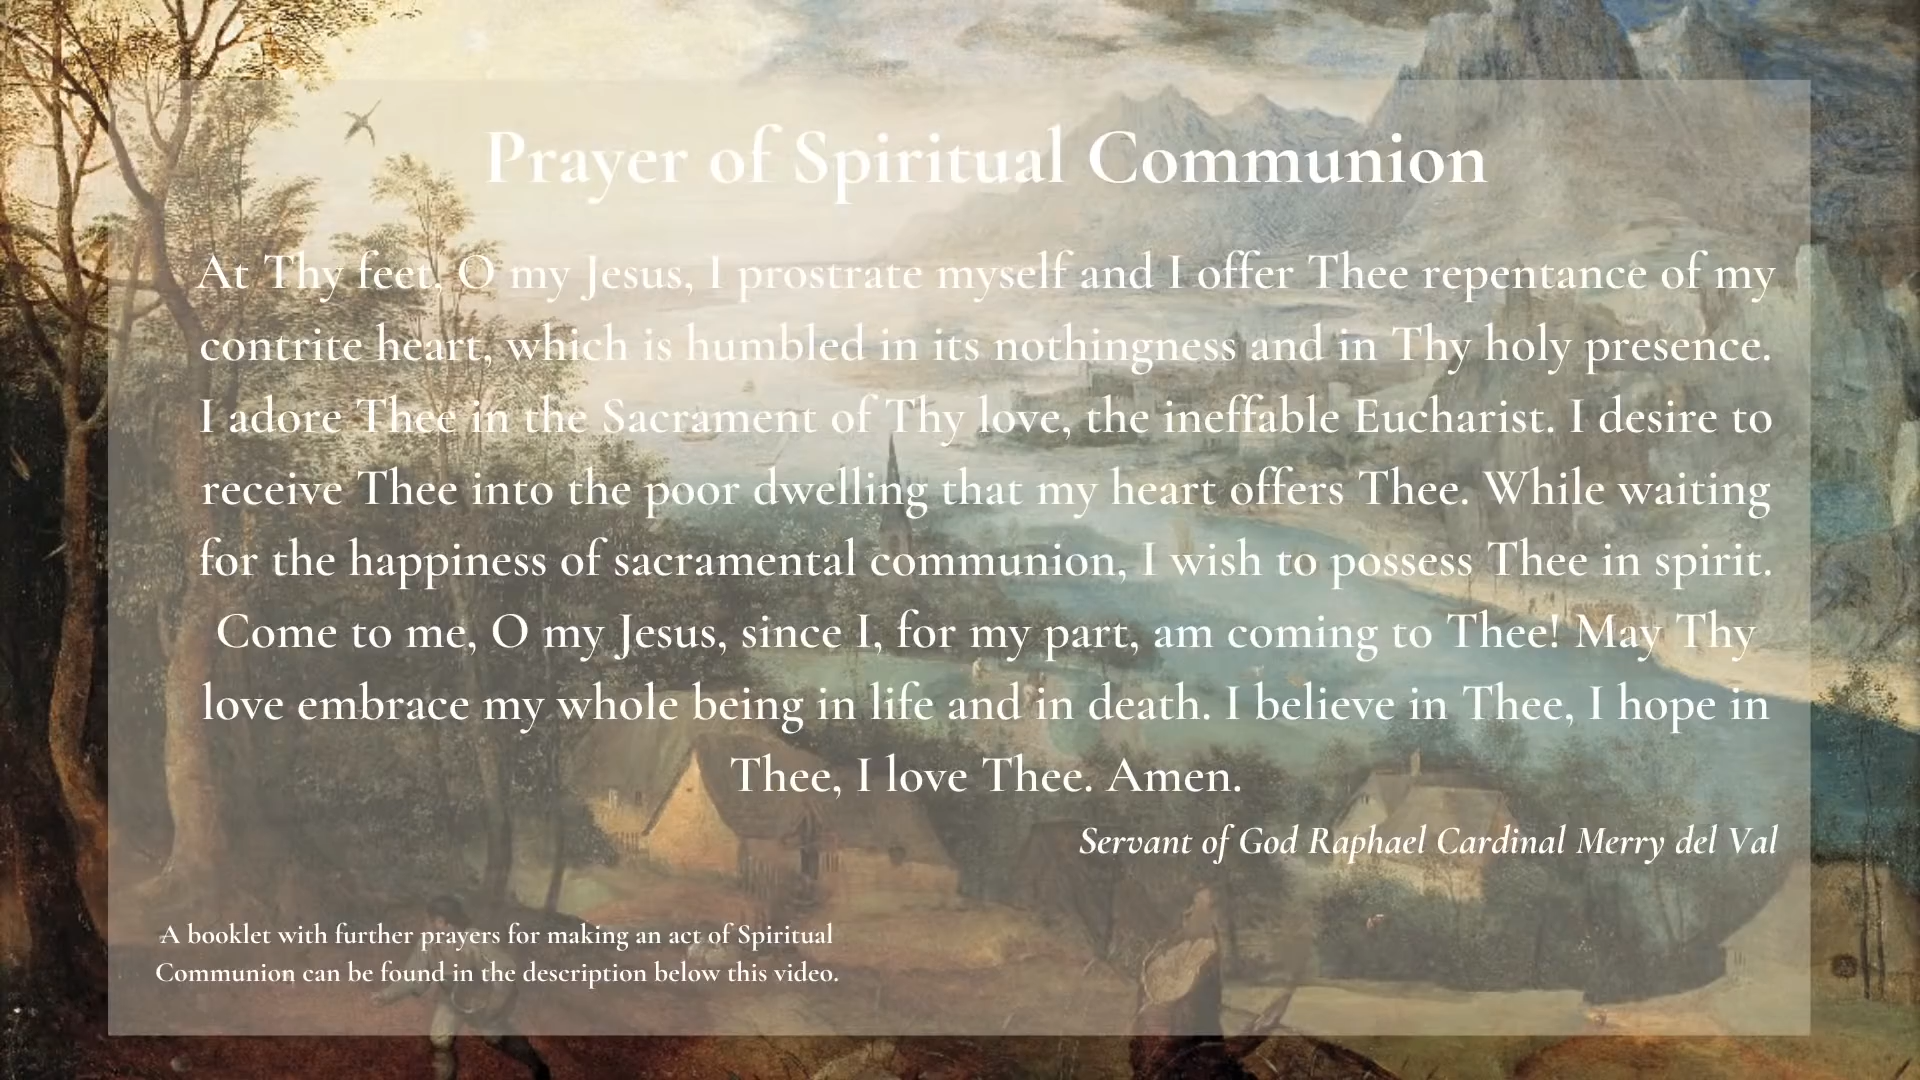 Prayer of Spiritual Communion
At Thy feet, O my Jesus, I prostrate myself and I offer Thee repentance of my
contrite heart, which is humbled in its nothingness and in Thy holy presence.
I adore Thee in the Sacrament of Thy love, the ineffable Eucharist. I desire to
receive Thee into the poor dwelling that my heart offers Thee. While waiting
for the happiness of sacramental communion, I wish to possess Thee in spirit.
Come to me, O my Jesus, since I, for my part, am coming to Thee! May Thy
love embrace my whole being in life and in death. I believe in Thee, I hope in
Thee, I love Thee. Amen.
Servant of God Raphael Cardinal Merry del Val
A booklet with further prayers for making an act of Spiritual
Communion can be found in the description below this video.